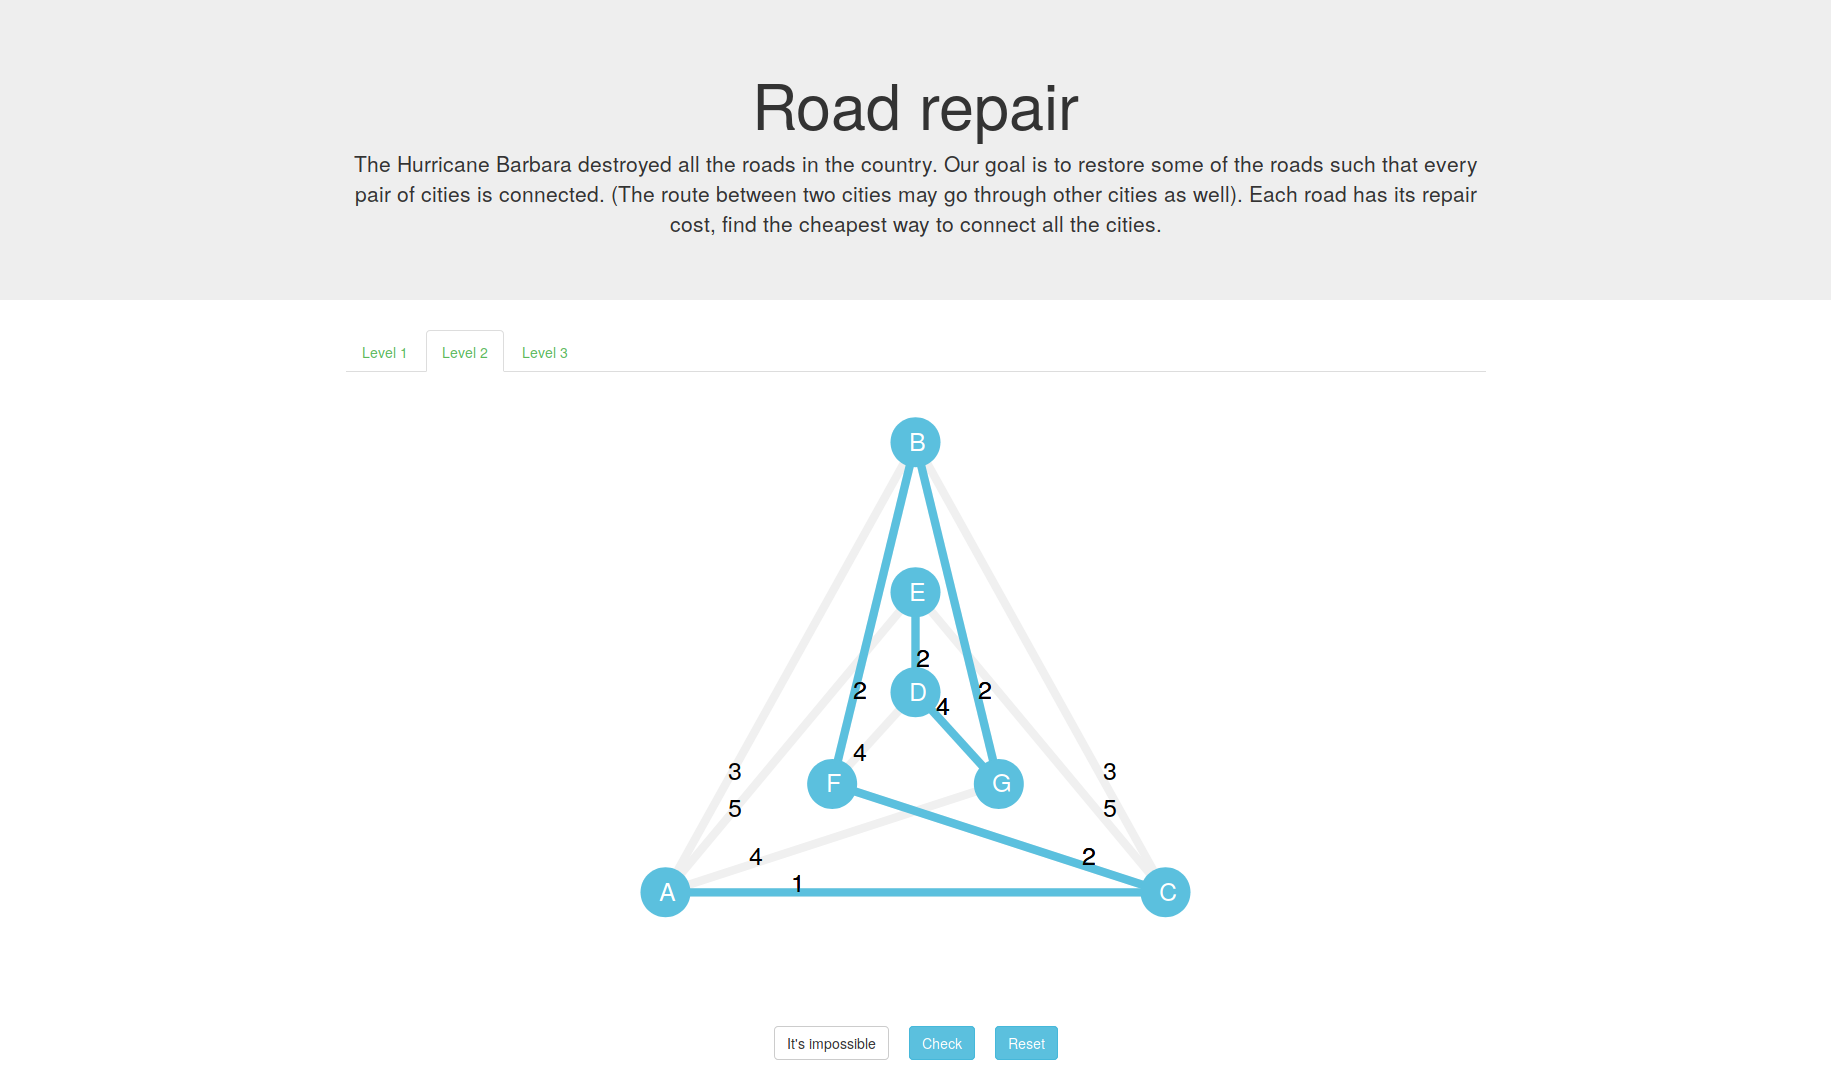 Road repair
The Hurricane Barbara destroyed all the roads in the country. Our goal is to restore some of the roads such that every
pair of cities is connected. (The route between two cities may go through other cities as well). Each road has its repair
cost, find the cheapest way to connect all the cities.
Level 1 Level 2 Level 3
B
E
2
2 D 4 2
4
3 3
F G
5 5
4 2
1
A C
It's impossible Check Reset